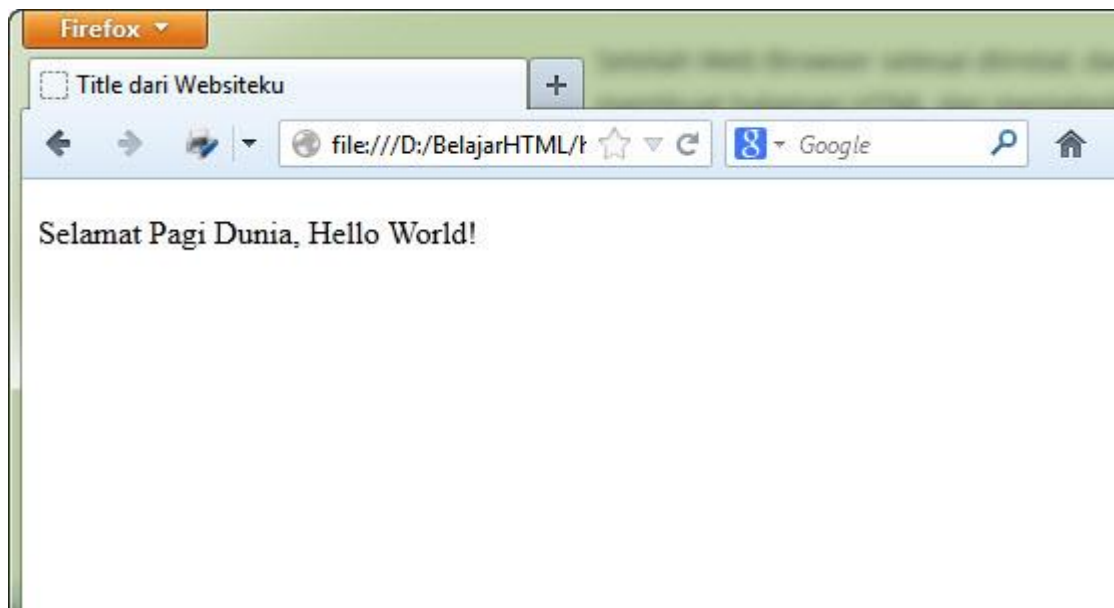 Firefox
Title dari Websiteku
file:///D:/BelajarHTML/h
Google
Selamat Pagi Dunia, Hello World!